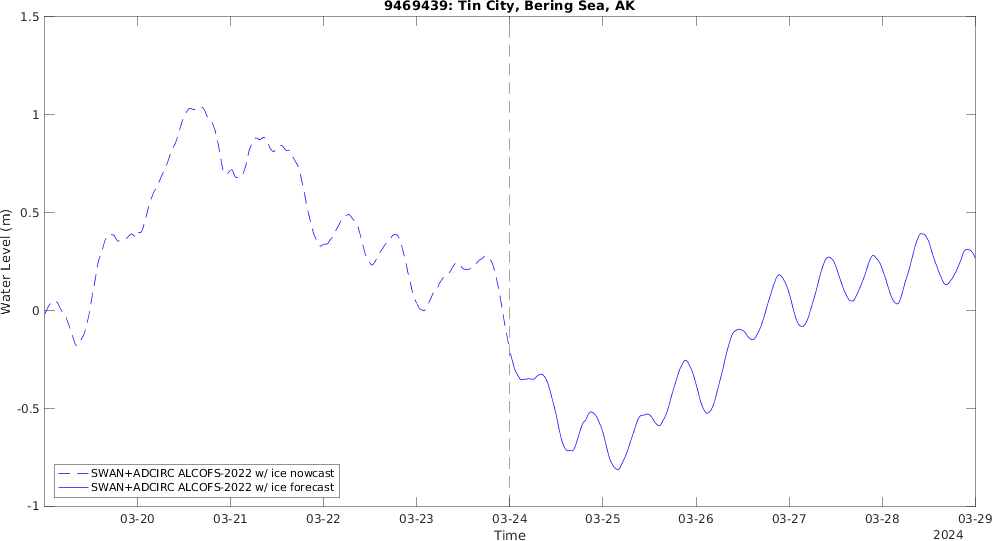 9469439: Tin City, Bering Sea, AK
Water Level (m)
1.5
1
0.5
0
-0.5
-1
SWAN+ADCIRC ALCOFS-2022 w/ ice nowcast
SWAN+ADCIRC ALCOFS-2022 w/ ice forecast
03-20 03-21 03-22 03-23 03-24 03-25 03-26 03-27 03-28 03-29
Time
2024